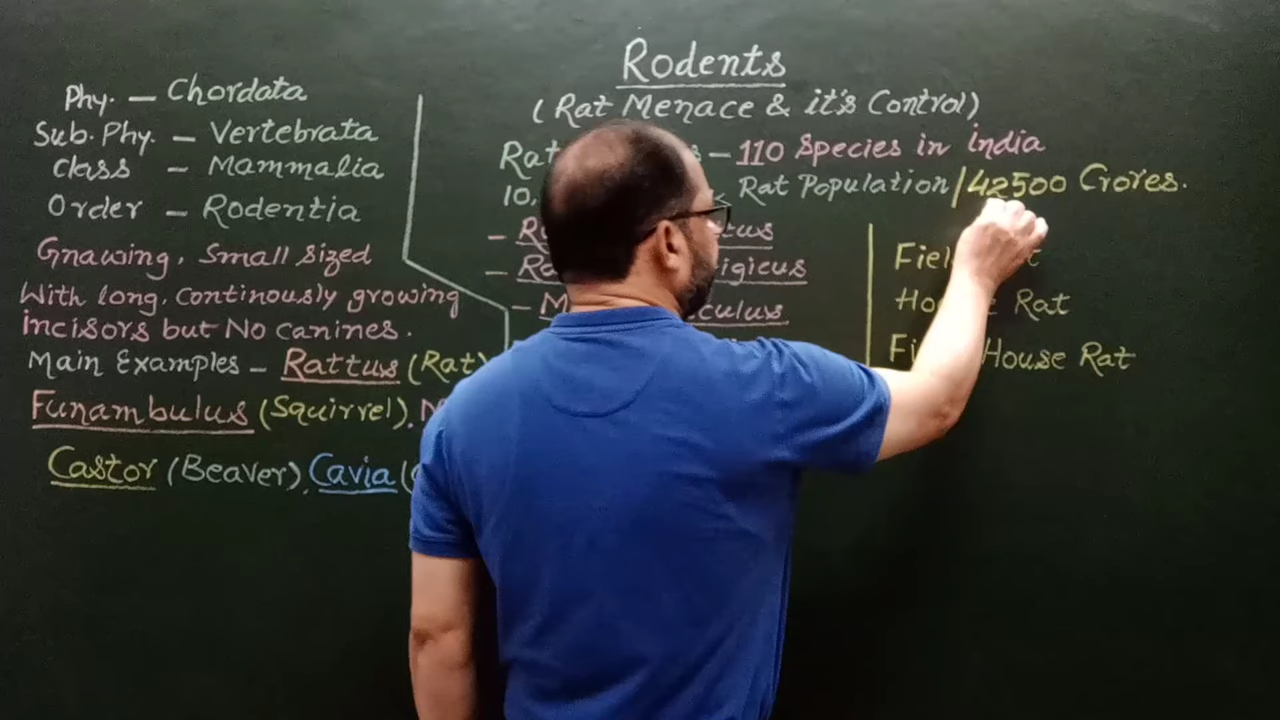 Rodents
(Rat Menace & it's Control)
Phy. — Chordata
Sub. Phy. — Vertebrata
Class — Mammalia
Order — Rodentia
Gnawing, Small sized
With long, continously growing
incisors but No canines.
Main Examples — Rattus (Rat)
Funambulus (Squirrel).
Castor (Beaver), Cavia (
— 110 Species in india
Rat Population / 42500 Crores.
House Rat
House Rat